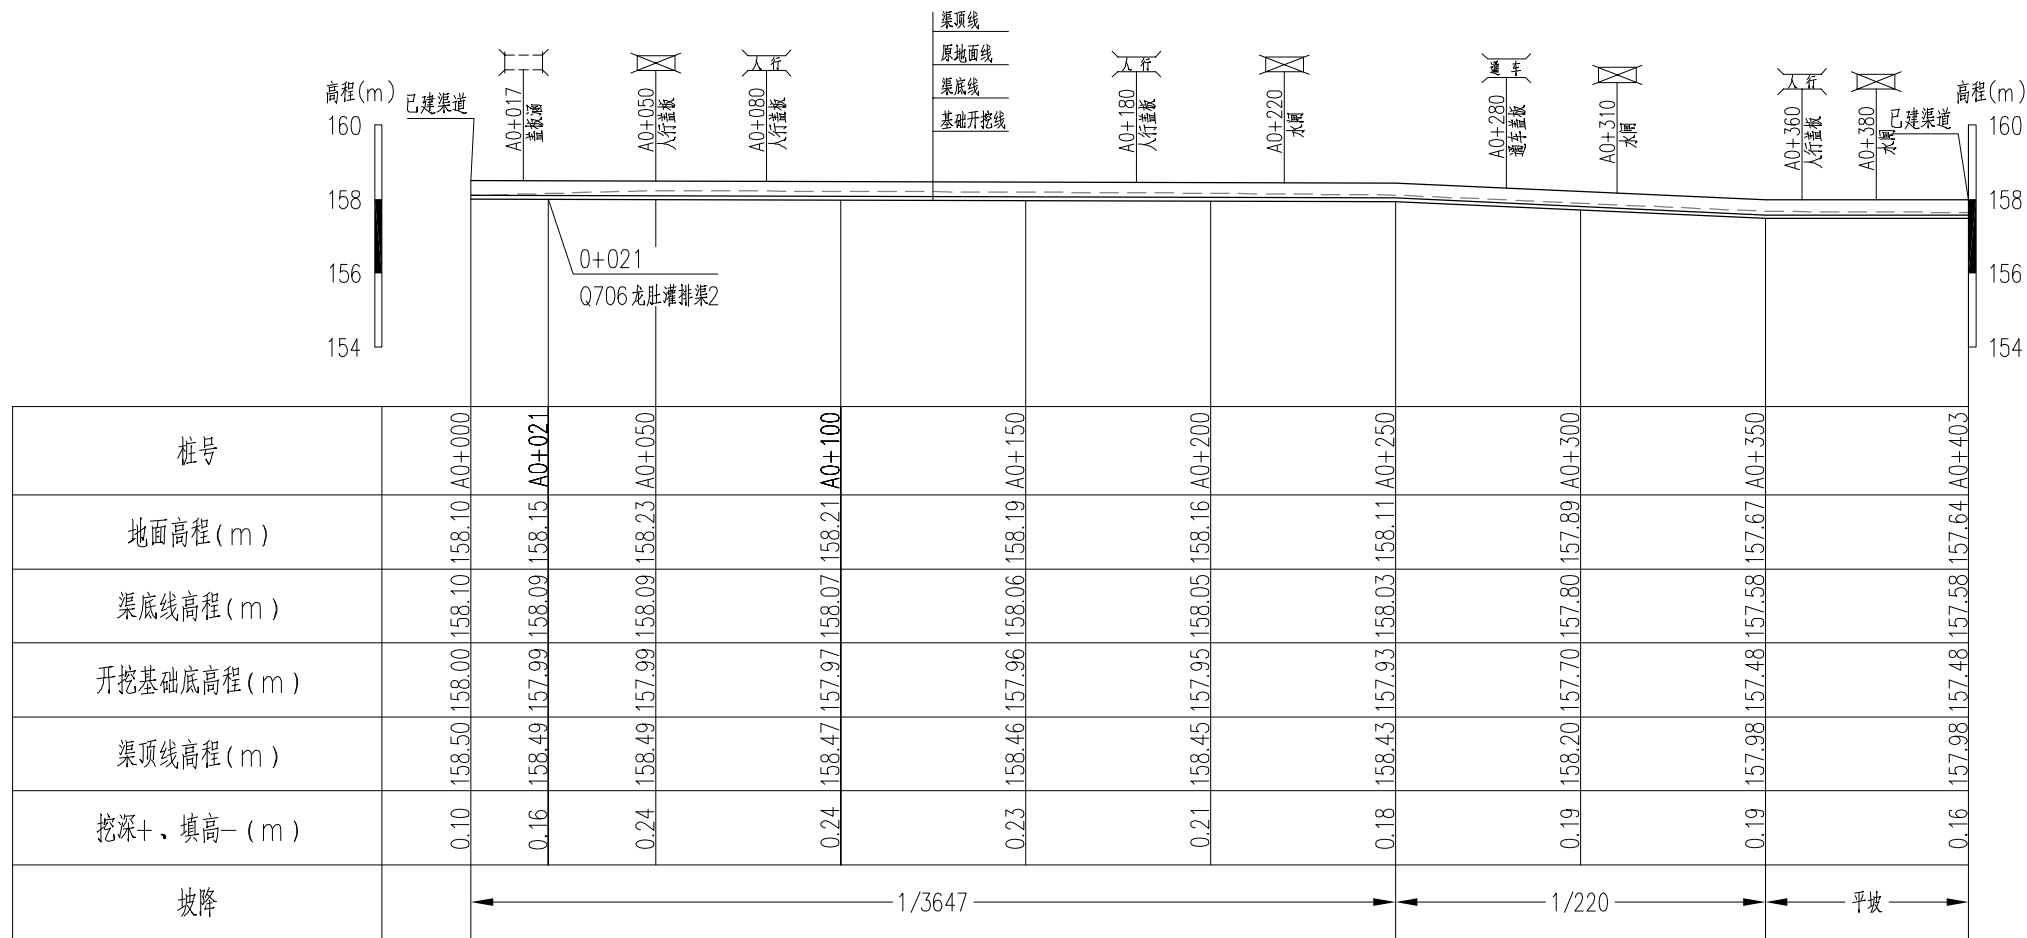 渠顶线
原地面线
渠底线
基础开挖线
高程(m)
已建渠道
160
158
156
154
A0+017
盖板涵
A0+050
人行盖板
人行
A0+080
人行盖板
人行
A0+180
人行盖板
A0+220
水闸
通车
A0+280
通车盖板
A0+310
水闸
人行
A0+360
人行盖板
A0+380
水闸
已建渠道
高程(m)
160
158
156
154
0+021
Q706龙肚灌排渠2
桩号 A0+000 A0+021 A0+050 A0+100 A0+150 A0+200 A0+250 A0+300 A0+350 A0+403
地面高程(m) 158.10 158.15 158.23 158.21 158.19 158.16 158.11 157.89 157.67 157.64
渠底线高程(m) 158.10 158.09 158.09 158.07 158.06 158.05 158.03 157.80 157.58 157.58
开挖基础底高程(m) 158.00 157.99 157.99 157.97 157.96 157.95 157.93 157.70 157.48 157.48
渠顶线高程(m) 158.50 158.49 158.49 158.47 158.46 158.45 158.43 158.20 157.98 157.98
挖深+、填高-(m) 0.10 0.16 0.24 0.24 0.23 0.21 0.18 0.19 0.19 0.16
坡降 1/3647 1/220 平坡